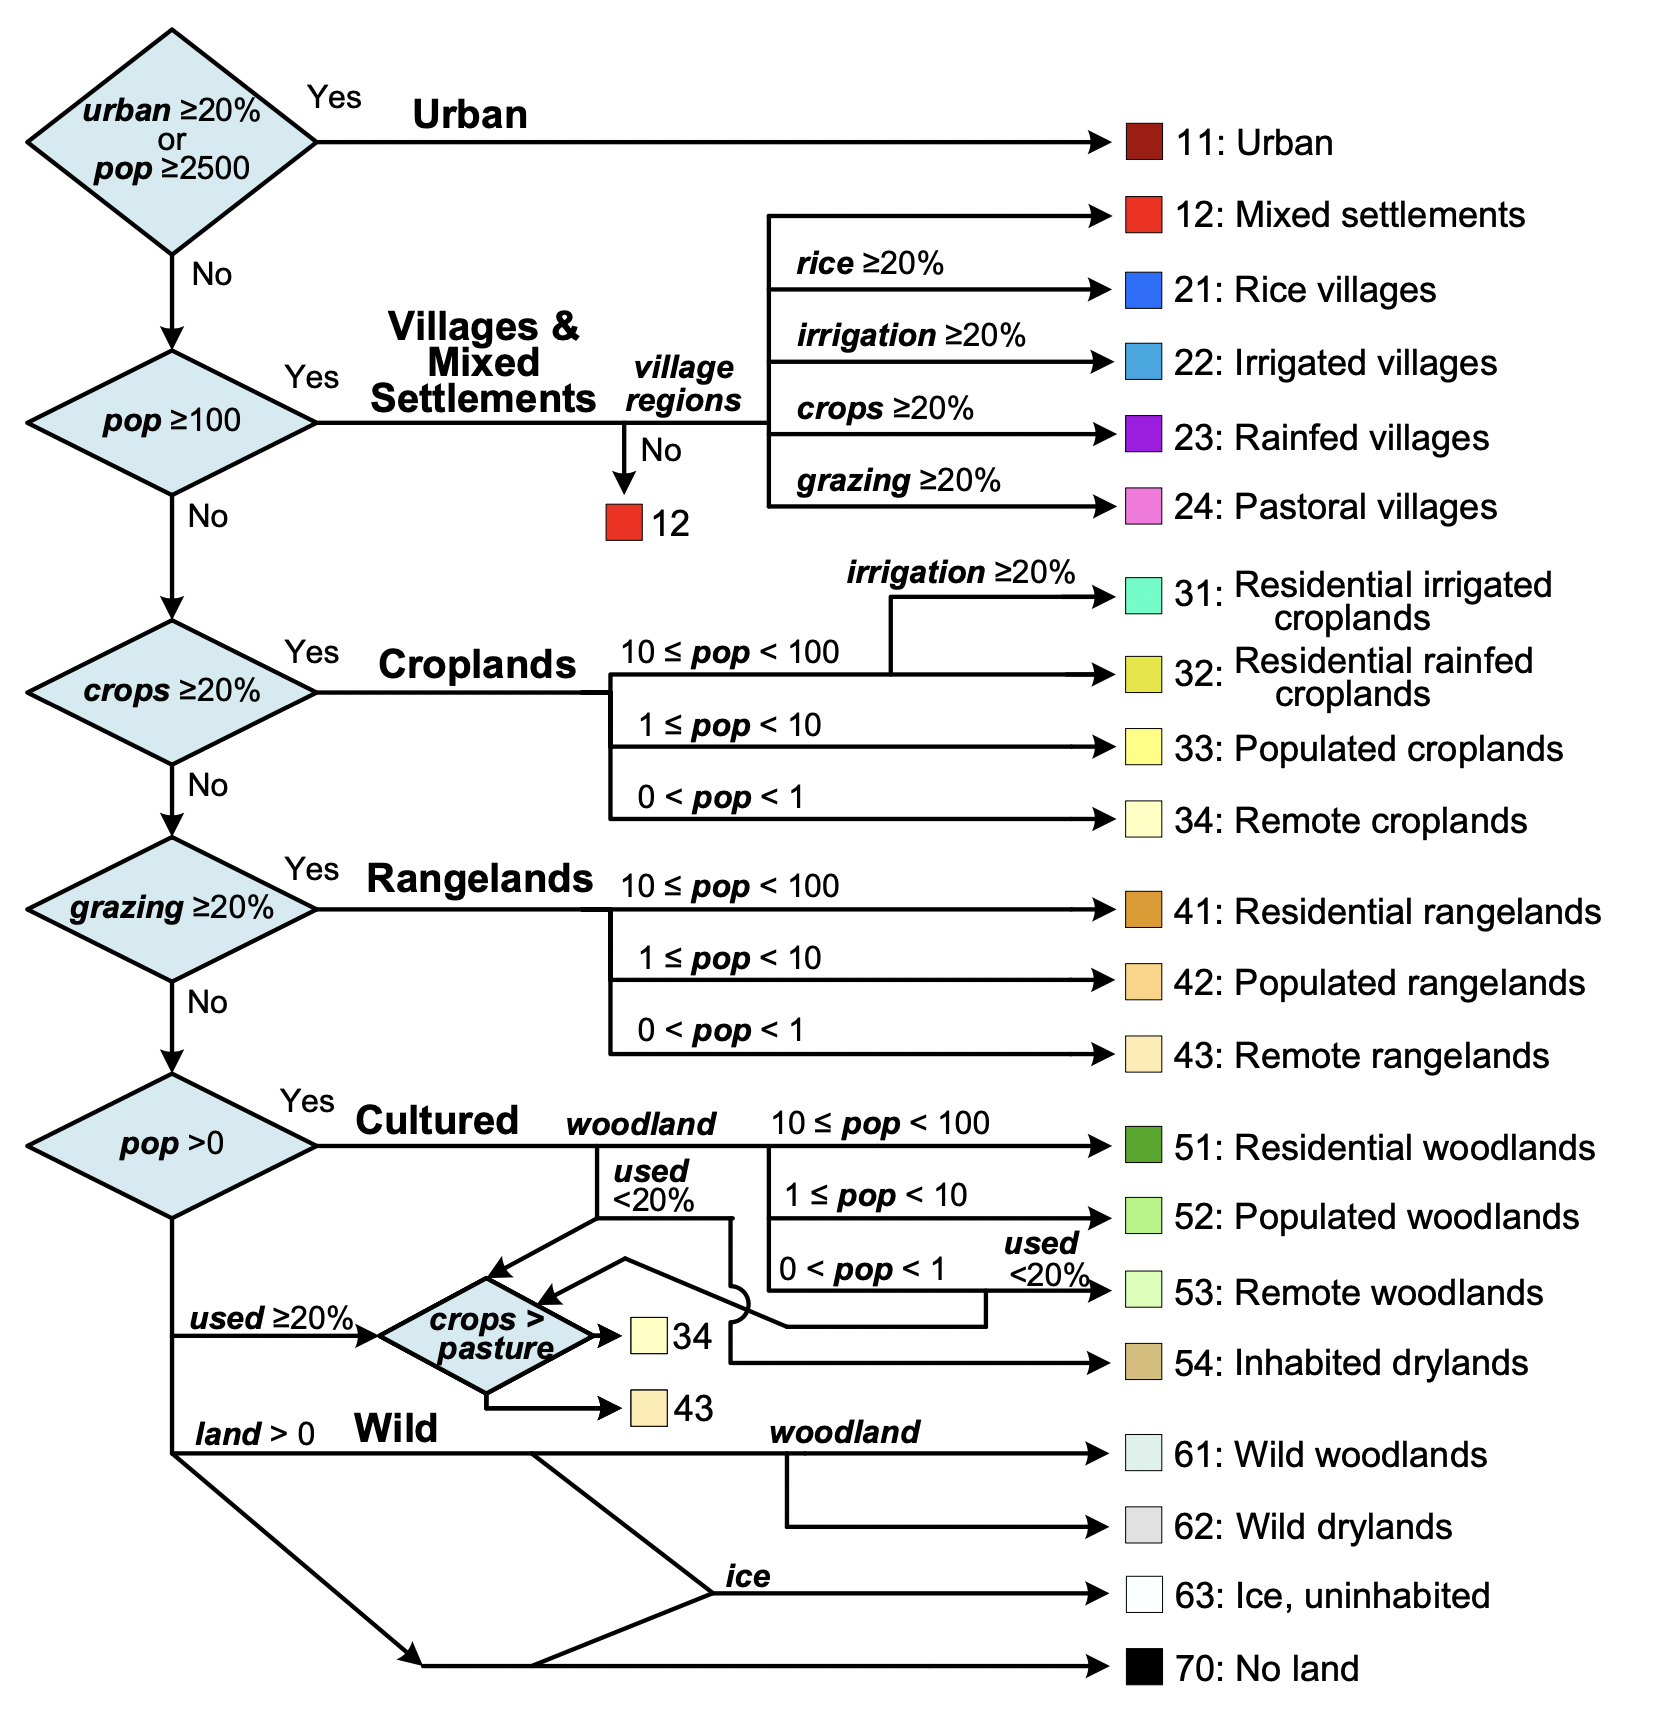 urban ≥20%
or
pop ≥2500
Yes
Urban
11: Urban
No
12: Mixed settlements
rice ≥20%
21: Rice villages
Villages &
Mixed
Settlements
village
regions
irrigation ≥20%
22: Irrigated villages
pop ≥100
Yes
crops ≥20%
23: Rainfed villages
No
grazing ≥20%
24: Pastoral villages
12
No
irrigation ≥20%
31: Residential irrigated
croplands
crops ≥20%
Yes
Croplands
10 ≤ pop < 100
32: Residential rainfed
croplands
1 ≤ pop < 10
33: Populated croplands
0 < pop < 1
34: Remote croplands
No
grazing ≥20%
Yes
Rangelands
10 ≤ pop < 100
41: Residential rangelands
1 ≤ pop < 10
42: Populated rangelands
0 < pop < 1
43: Remote rangelands
No
pop >0
Yes
Cultured
woodland
10 ≤ pop < 100
51: Residential woodlands
used
<20%
1 ≤ pop < 10
52: Populated woodlands
0 < pop < 1
used
<20%
53: Remote woodlands
used ≥20%
crops >
pasture
34
54: Inhabited drylands
43
land > 0
Wild
woodland
61: Wild woodlands
62: Wild drylands
ice
63: Ice, uninhabited
70: No land